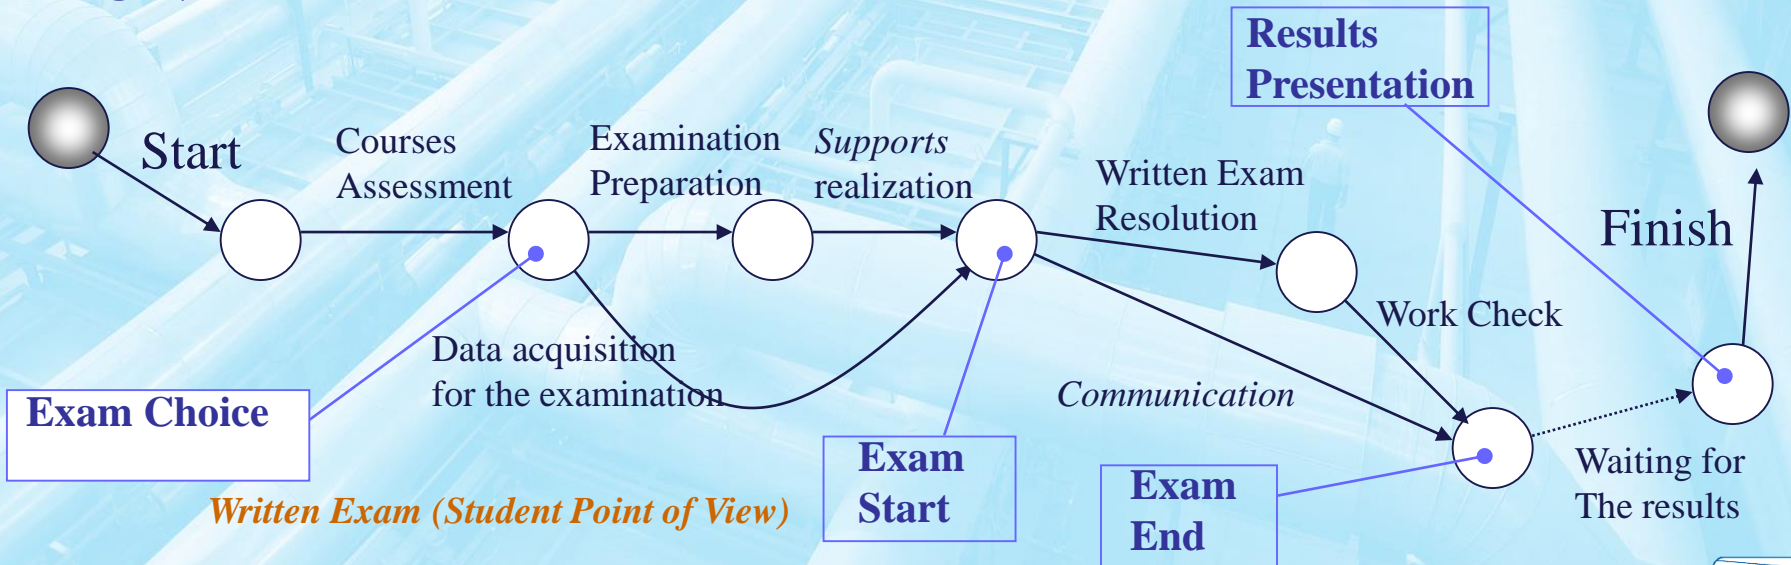 Results
Presentation
Start
Courses
Assessment
Examination
Preparation
Supports
realization
Written Exam
Resolution
Finish
Work Check
Data acquisition
for the examination
Communication
Exam Choice
Exam
Start
Exam
End
Waiting for
The results
Written Exam (Student Point of View)